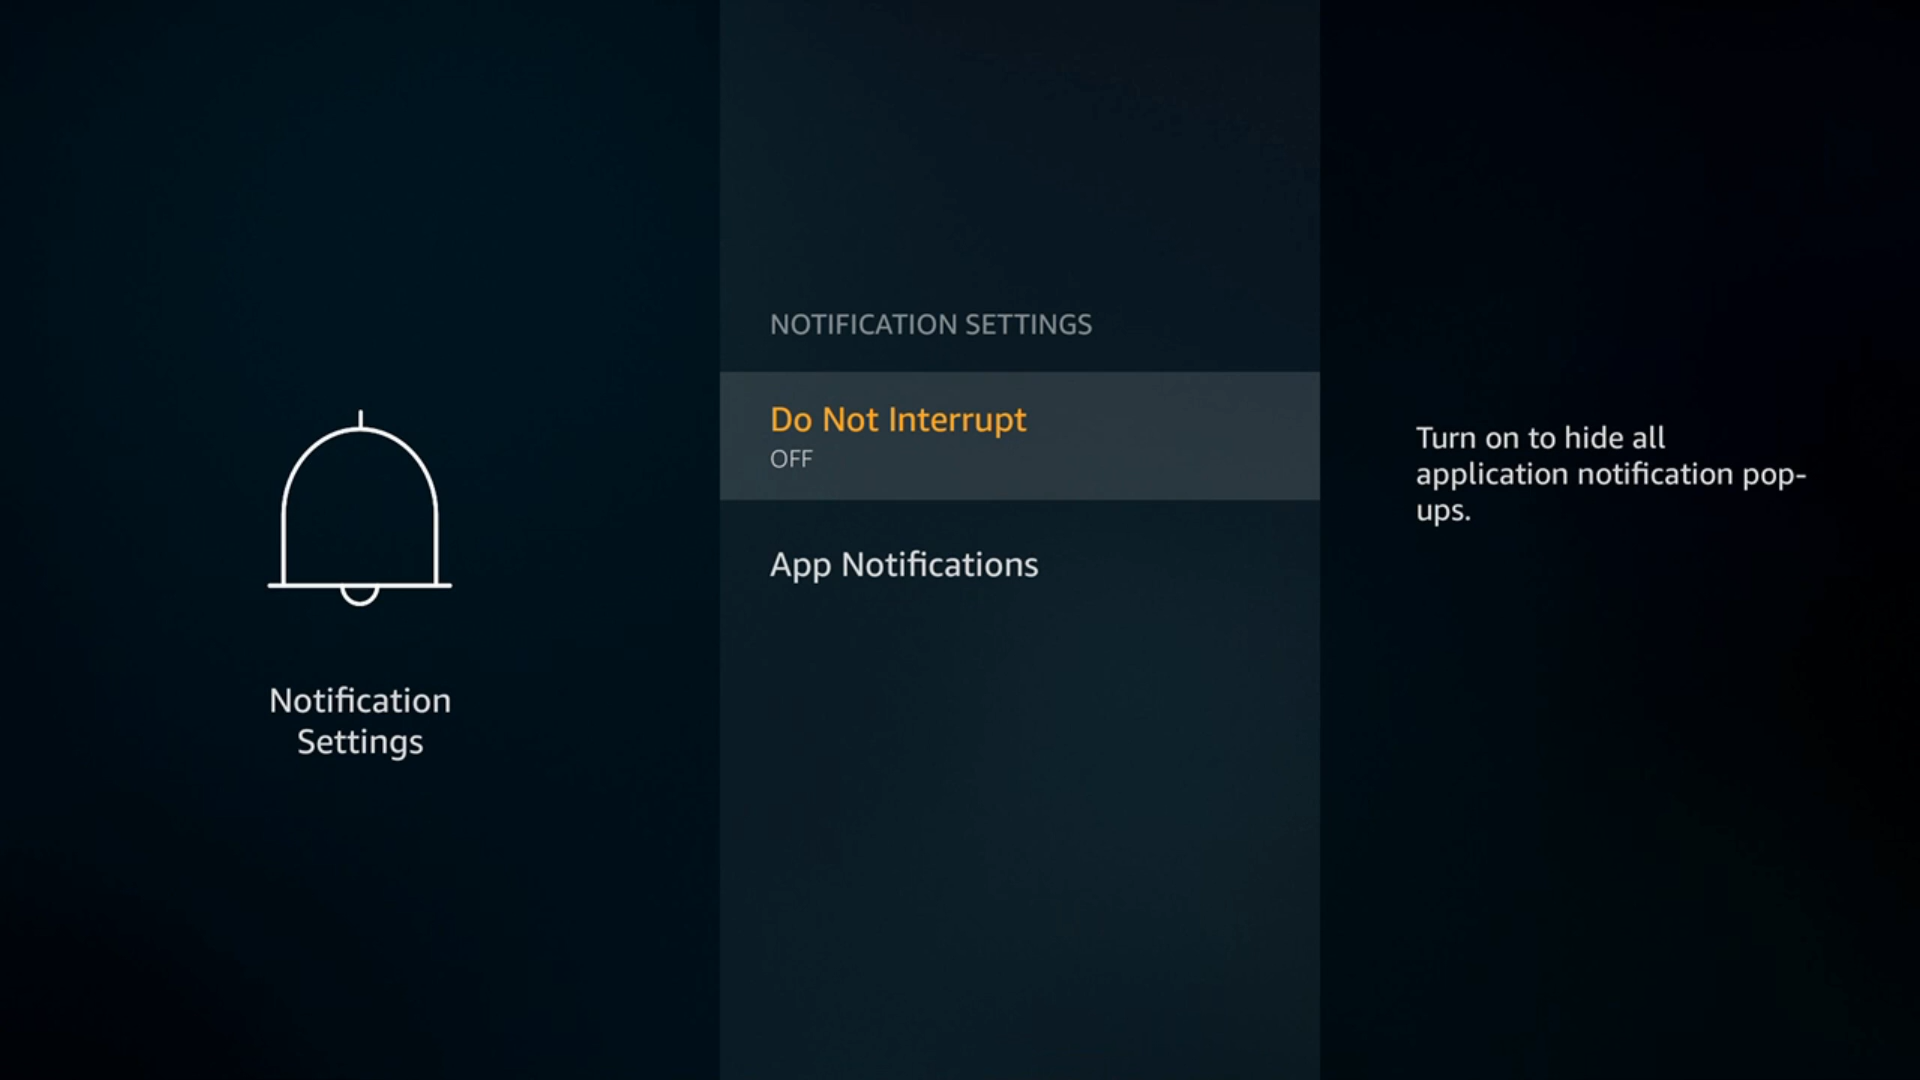 NOTIFICATION SETTINGS
Do Not Interrupt
OFF
App Notifications
Notification
Settings
Turn on to hide all
application notification pop-
ups.